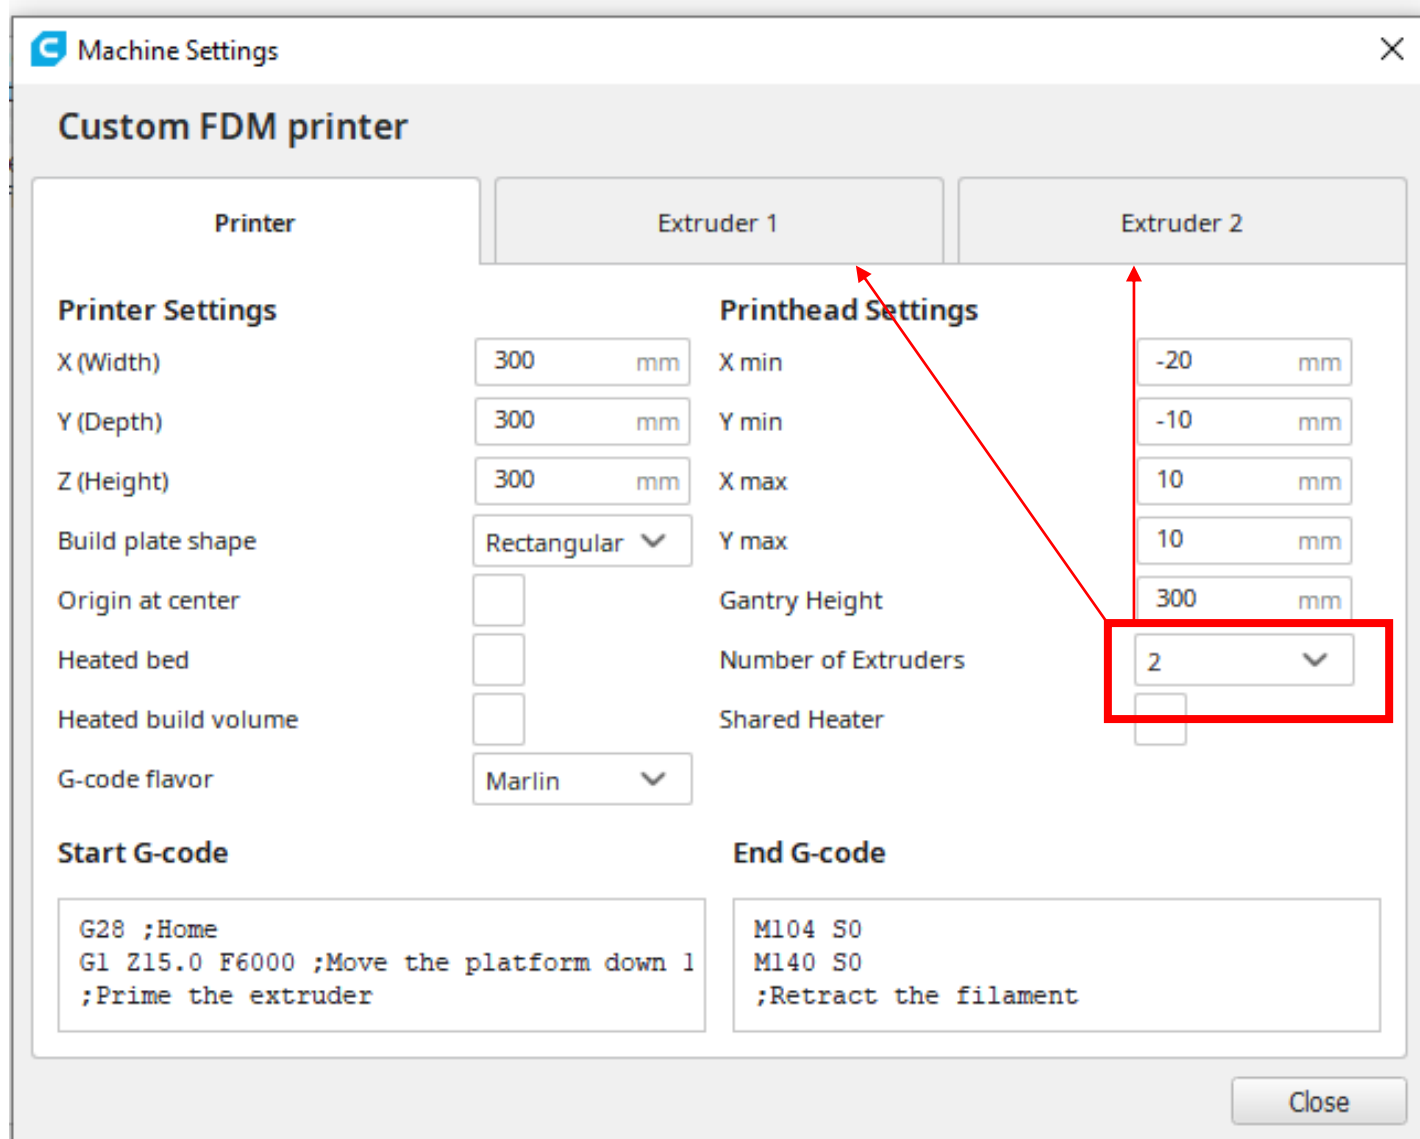 Machine Settings
Custom FDM printer
Printer
Extruder 1
Extruder 2
Printer Settings
X (Width) 300 mm
Y (Depth) 300 mm
Z (Height) 300 mm
Build plate shape Rectangular
Origin at center
Heated bed
Heated build volume
G-code flavor Marlin
Printhead Settings
X min -20 mm
Y min -10 mm
X max 10 mm
Y max 10 mm
Gantry Height 300 mm
Number of Extruders 2
Shared Heater
Start G-code
G28 ;Home
G1 Z15.0 F6000 ;Move the platform down 1
;Prime the extruder
End G-code
M104 S0
M140 S0
;Retract the filament
Close